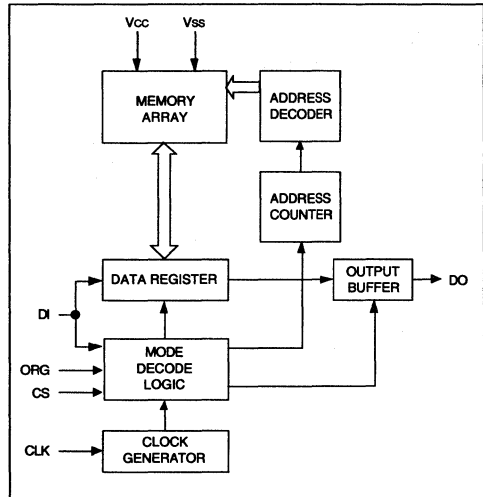 Vcc
Vss
MEMORY
ARRAY
ADDRESS
DECODER
ADDRESS
COUNTER
DATA REGISTER
OUTPUT
BUFFER
DO
DI
MODE
DECODE
LOGIC
ORG
CS
CLK
CLOCK
GENERATOR